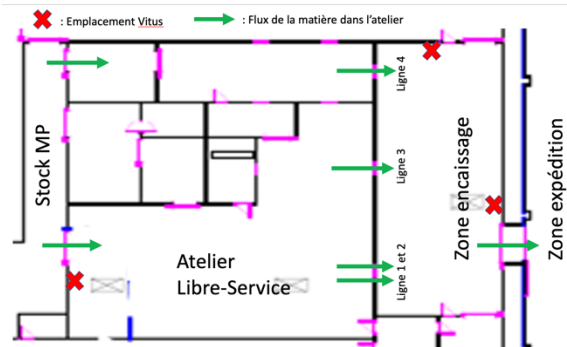 : Emplacement Vitus
: Flux de la matière dans l'atelier
Stock MP
Ligne 4
Ligne 3
Ligne 1 et 2
Zone encaissage
Zone expédition
Atelier
Libre-Service